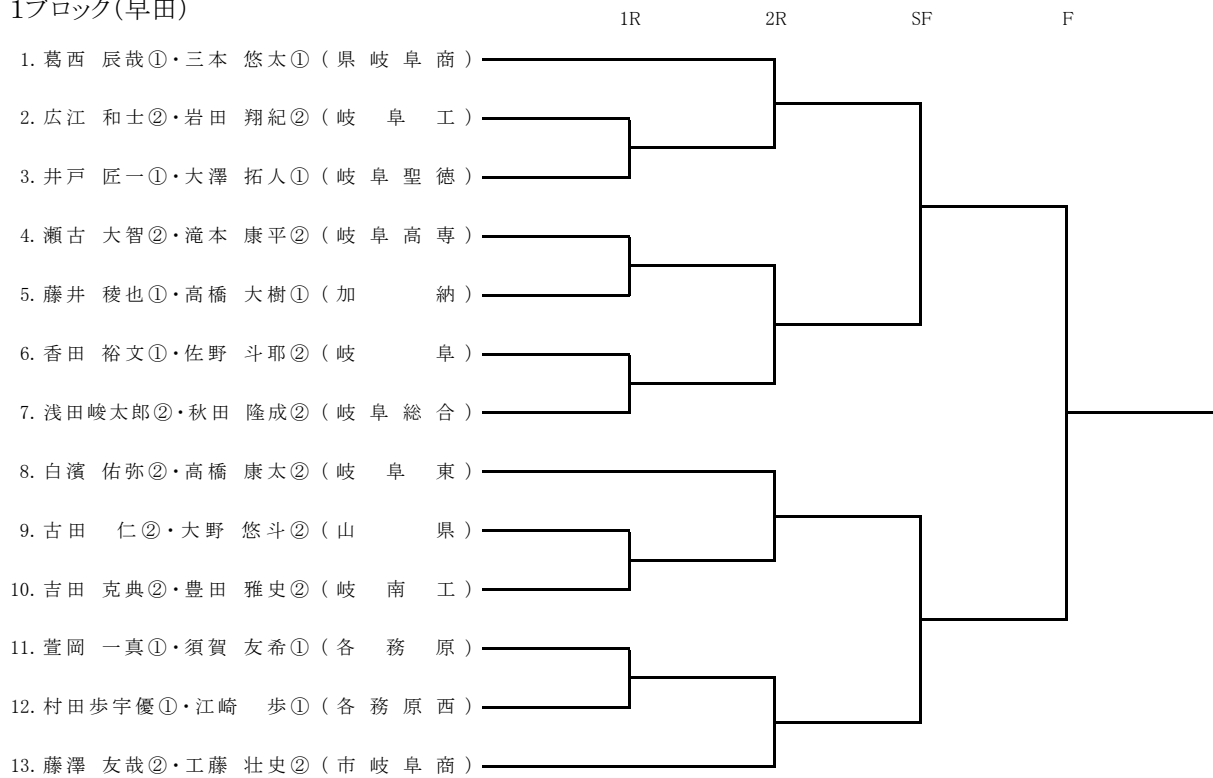 1ブロック(早田)
1R 2R SF F
1. 葛西 辰哉①・三本 悠太① ( 県 岐 阜 商 )
2. 広江 和士②・岩田 翔紀② ( 岐 阜 工 )
3. 井戸 匠一①・大澤 拓人① ( 岐 阜 聖 徳 )
4. 瀬古 大智②・滝本 康平② ( 岐 阜 高 専 )
5. 藤井 稜也①・高橋 大樹① ( 加 納 )
6. 香田 裕文①・佐野 斗耶② ( 岐 阜 )
7. 浅田峻太郎②・秋田 隆成② ( 岐 阜 総 合 )
8. 白濱 佑弥②・高橋 康太② ( 岐 阜 東 )
9. 古田 仁②・大野 悠斗② ( 山 県 )
10. 吉田 克典②・豊田 雅史② ( 岐 南 工 )
11. 萱岡 一真①・須賀 友希① ( 各 務 原 )
12. 村田歩宇優①・江崎 歩① ( 各 務 原 西 )
13. 藤澤 友哉②・工藤 壮史② ( 市 岐 阜 商 )